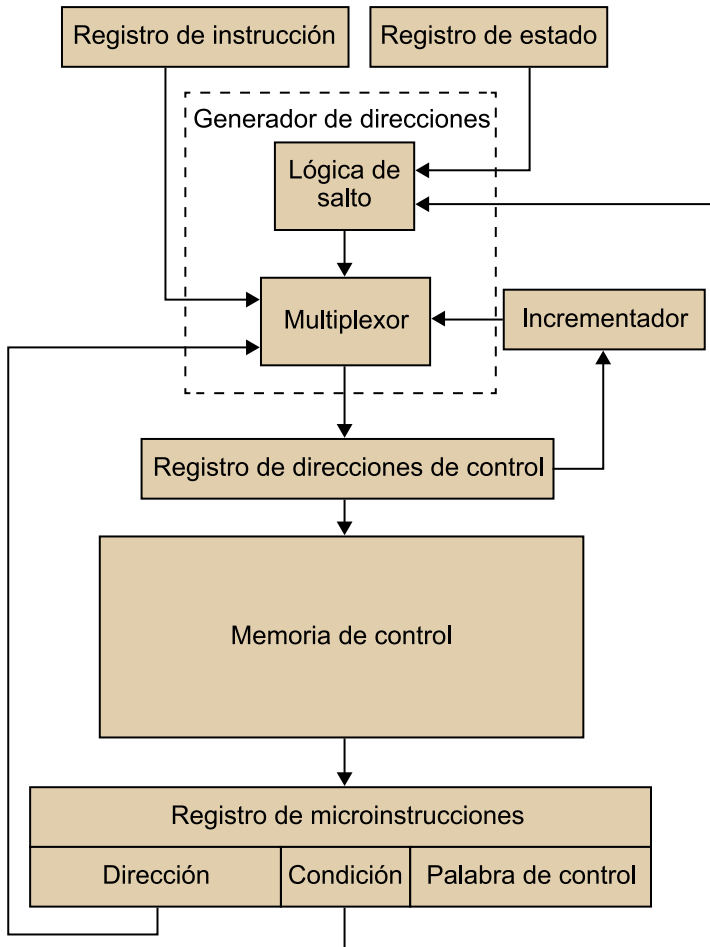 Registro de instrucción
Registro de estado
Generador de direcciones
Lógica de
salto
Multiplexor
Incrementador
Registro de direcciones de control
Memoria de control
Registro de microinstrucciones
Dirección
Condición
Palabra de control